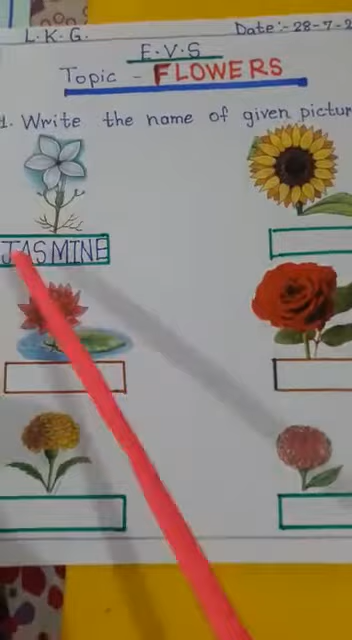 L.K.G.
Date:-28-7-2
E.V.S
Topic - FLOWERS
1. Write the name of given pictur
JASMINE